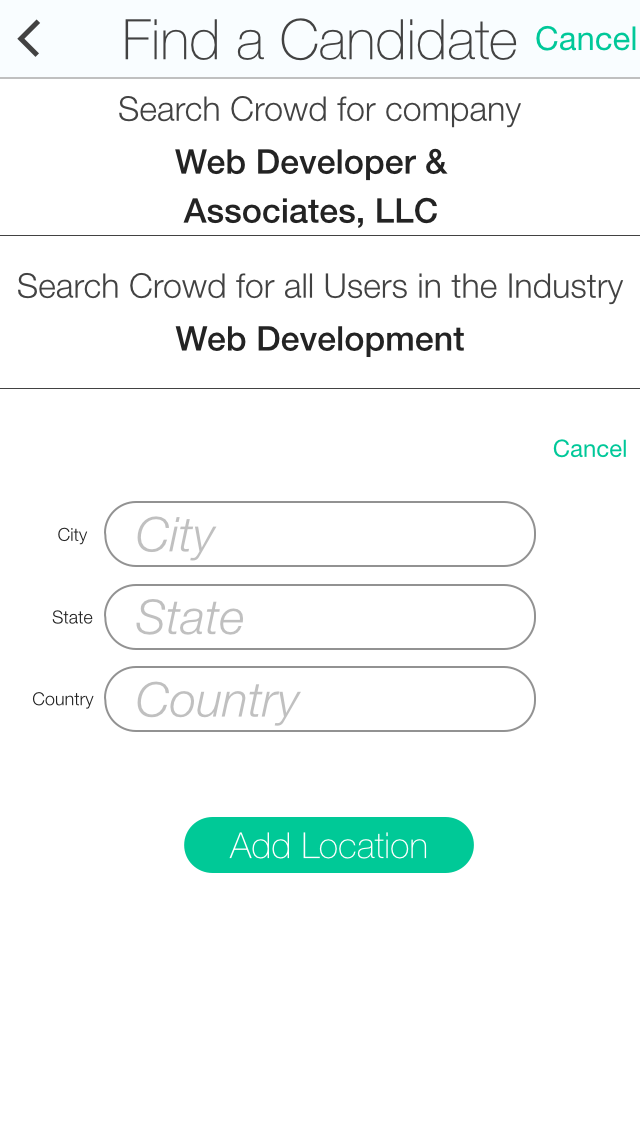 Find a Candidate Cancel
Search Crowd for company
Web Developer &
Associates, LLC
Search Crowd for all Users in the Industry
Web Development
Cancel
City City
State State
Country Country
Add Location